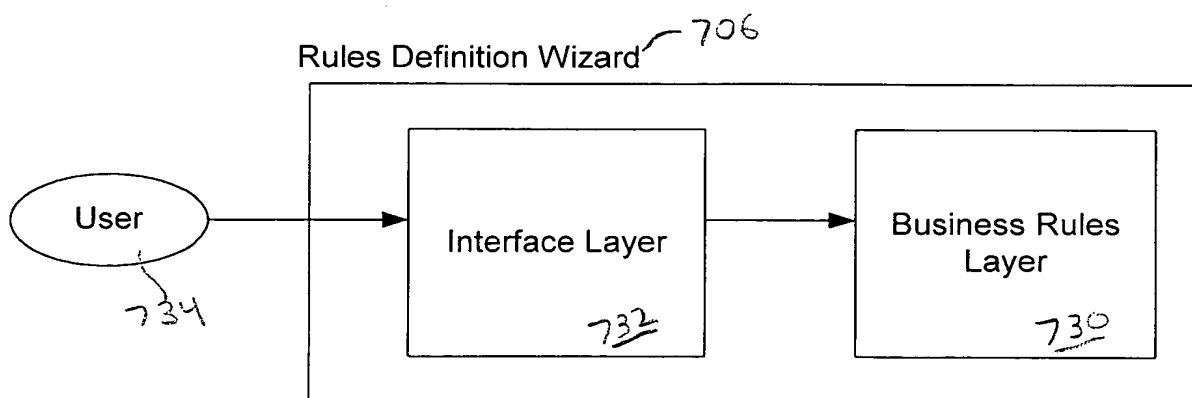 706
Rules Definition Wizard
User
734
Interface Layer
732
Business Rules
Layer
730